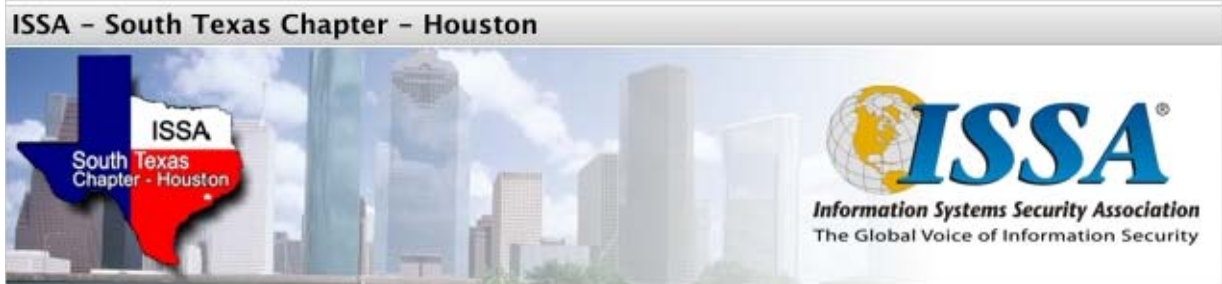 ISSA – South Texas Chapter – Houston
ISSA
South Texas
Chapter - Houston
ISSA®
Information Systems Security Association
The Global Voice of Information Security